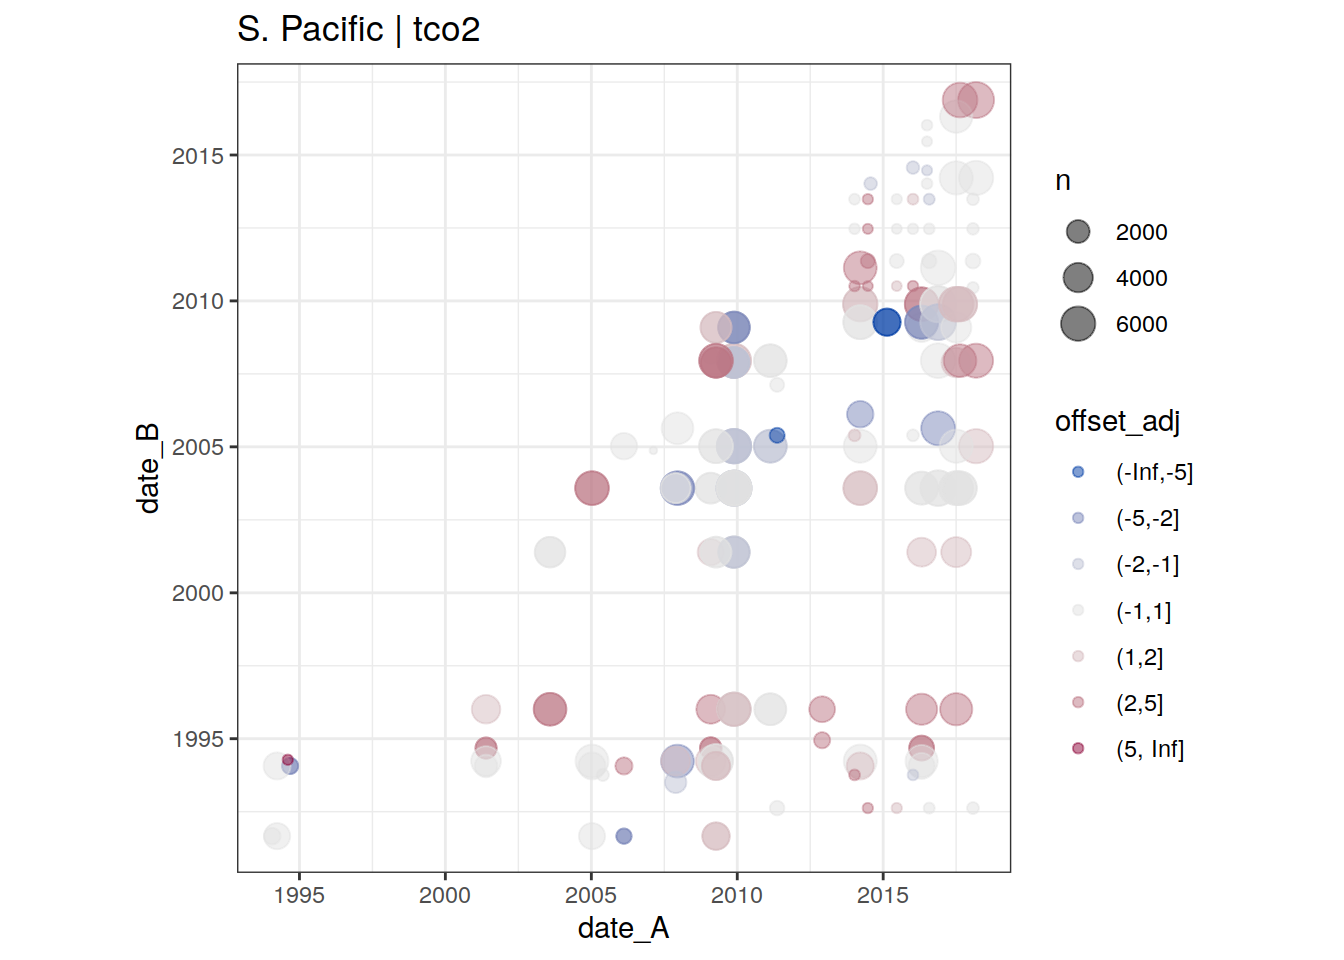 S. Pacific | tco2
date_B
2015
2010
2005
2000
1995
1995
2000
2005
2010
2015
date_A
n
2000
4000
6000
offset_adj
(-Inf,-5]
(-5,-2]
(-2,-1]
(-1,1]
(1,2]
(2,5]
(5, Inf]